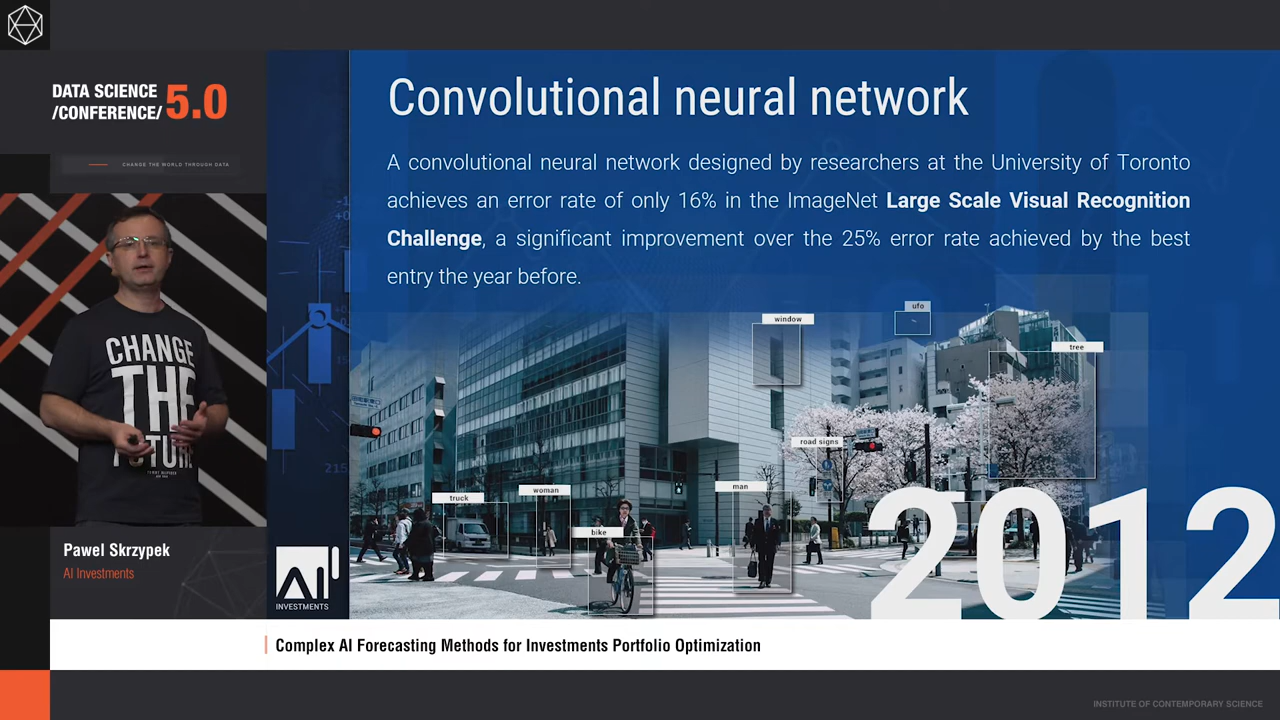 DATA SCIENCE
/CONFERENCE/ 5.0
CHANGE THE WORLD THROUGH DATA
CHANGE
THE
FUTURE
Pawel Skrzypek
AI Investments
Convolutional neural network
A convolutional neural network designed by researchers at the University of Toronto
achieves an error rate of only 16% in the ImageNet Large Scale Visual Recognition
Challenge, a significant improvement over the 25% error rate achieved by the best
entry the year before.
window
ufo
tree
road signs
truck
woman
man
bike
2012
215
AI
INVESTMENTS
Complex AI Forecasting Methods for Investments Portfolio Optimization
INSTITUTE OF CONTEMPORARY SCIENCE